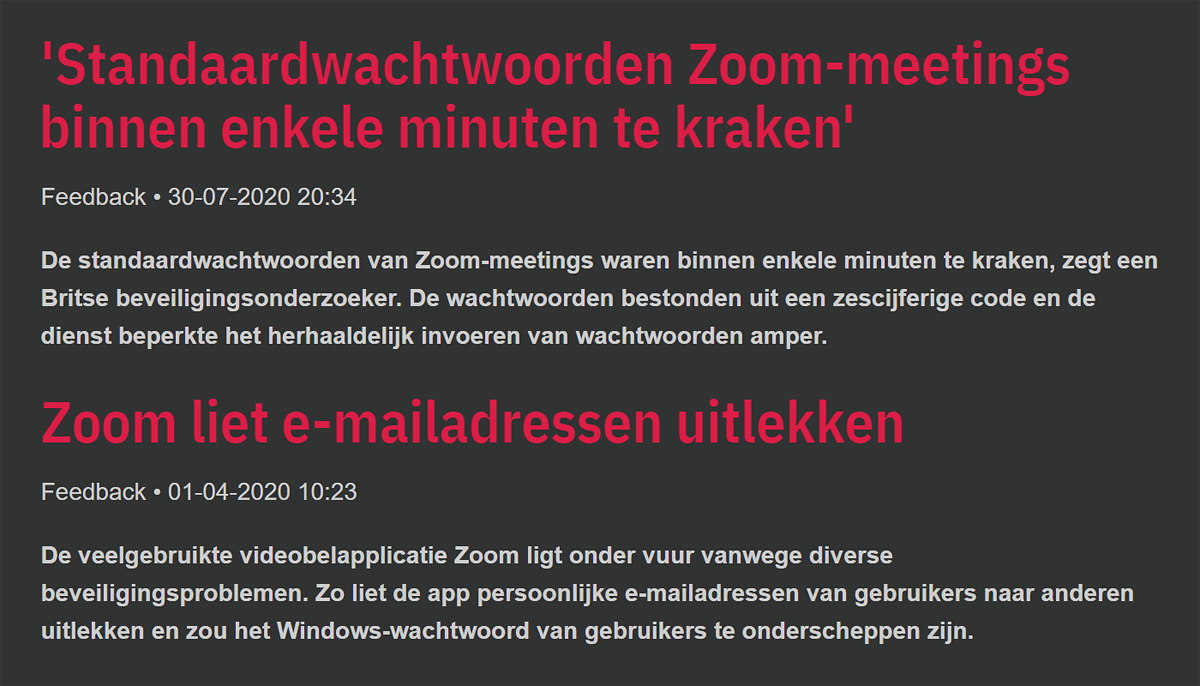 'Standaardwachtwoorden Zoom-meetings
binnen enkele minuten te kraken'
Feedback • 30-07-2020 20:34
De standaardwachtwoorden van Zoom-meetings waren binnen enkele minuten te kraken, zegt een
Britse beveiligingsonderzoeker. De wachtwoorden bestonden uit een zescijferige code en de
dienst beperkte het herhaaldelijk invoeren van wachtwoorden amper.
Zoom liet e-mailadressen uitlekken
Feedback • 01-04-2020 10:23
De veelgebruikte videobelapplicatie Zoom ligt onder vuur vanwege diverse
beveiligingsproblemen. Zo liet de app persoonlijke e-mailadressen van gebruikers naar anderen
uitlekken en zou het Windows-wachtwoord van gebruikers te onderscheppen zijn.